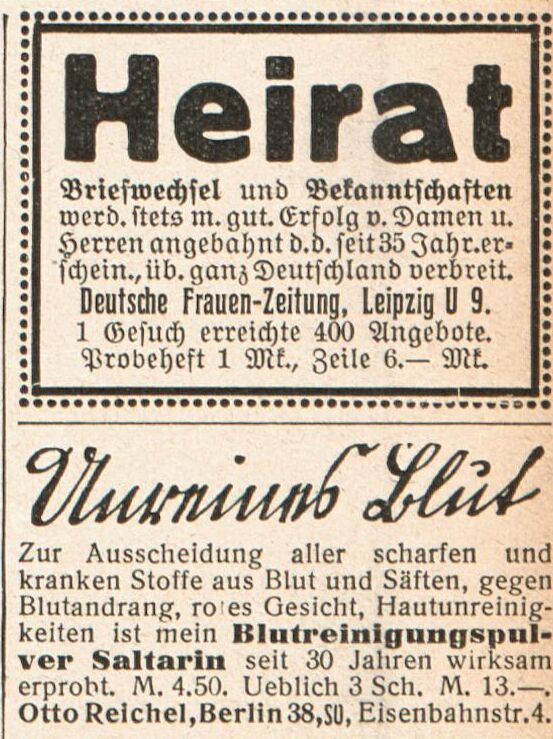 Heirat
Briefwechsel und Bekanntschaften
werd. stets m. gut. Erfolg v. Damen u.
Herren angebahnt d.d. seit 35 Jahr. er=
schein., üb. ganz Deutschland verbreit.
Deutsche Frauen-Zeitung, Leipzig U 9.
1 Gesuch erreichte 400 Angebote.
Probeheft 1 Mk., Zeile 6.— Mk.
Unreines Blut
Zur Ausscheidung aller scharfen und
kranken Stoffe aus Blut und Säften, gegen
Blutandrang, rotes Gesicht, Hautunreinig-
keiten ist mein Blutreinigungspul-
ver Saltarin seit 30 Jahren wirksam
erprobt. M. 4.50. Ueblich 3 Sch. M. 13.—.
Otto Reichel, Berlin 38, SO, Eisenbahnstr. 4.